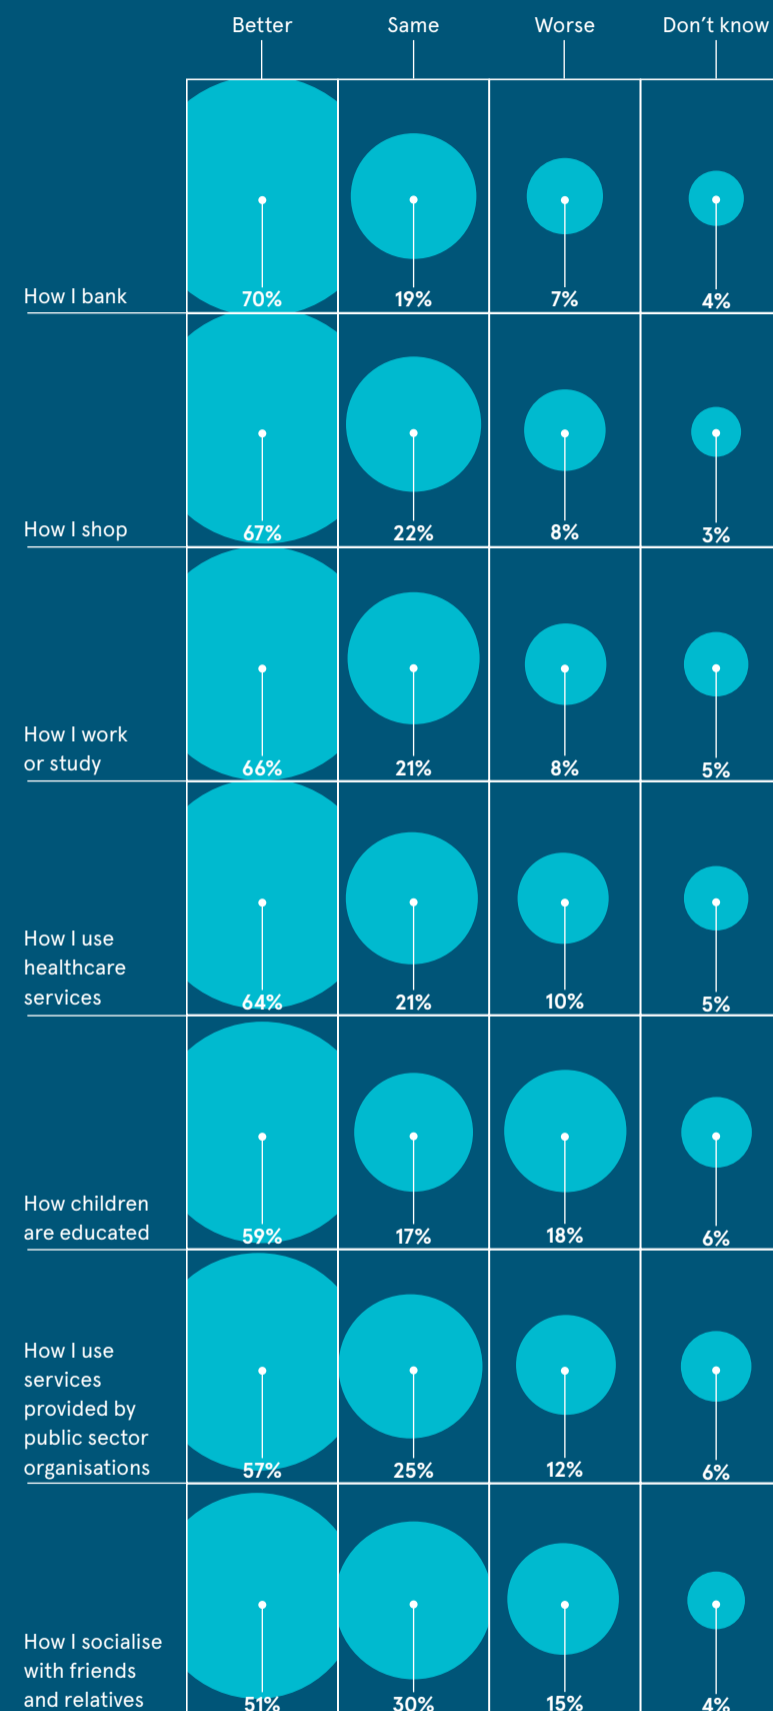 Better Same Worse Don’t know
How I bank 70% 19% 7% 4%
How I shop 67% 22% 8% 3%
How I work
or study 66% 21% 8% 5%
How I use
healthcare
services 64% 21% 10% 5%
How children
are educated 59% 17% 18% 6%
How I use
services
provided by
public sector
organisations 57% 25% 12% 6%
How I socialise
with friends
and relatives 51% 30% 15% 4%